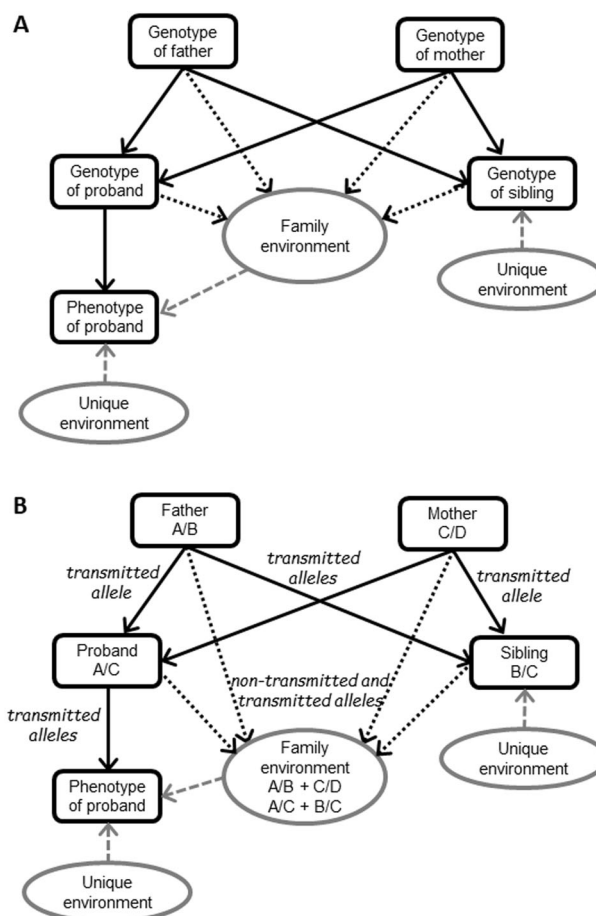 A
Genotype
of father
Genotype
of mother
Genotype
of proband
Family
environment
Genotype
of sibling
Unique
environment
Phenotype
of proband
Unique
environment
B
Father
A/B
Mother
C/D
transmitted
allele
transmitted
alleles
transmitted
allele
Proband
A/C
non-transmitted and
transmitted alleles
Sibling
B/C
transmitted
alleles
Family
environment
A/B + C/D
A/C + B/C
Unique
environment
Phenotype
of proband
Unique
environment